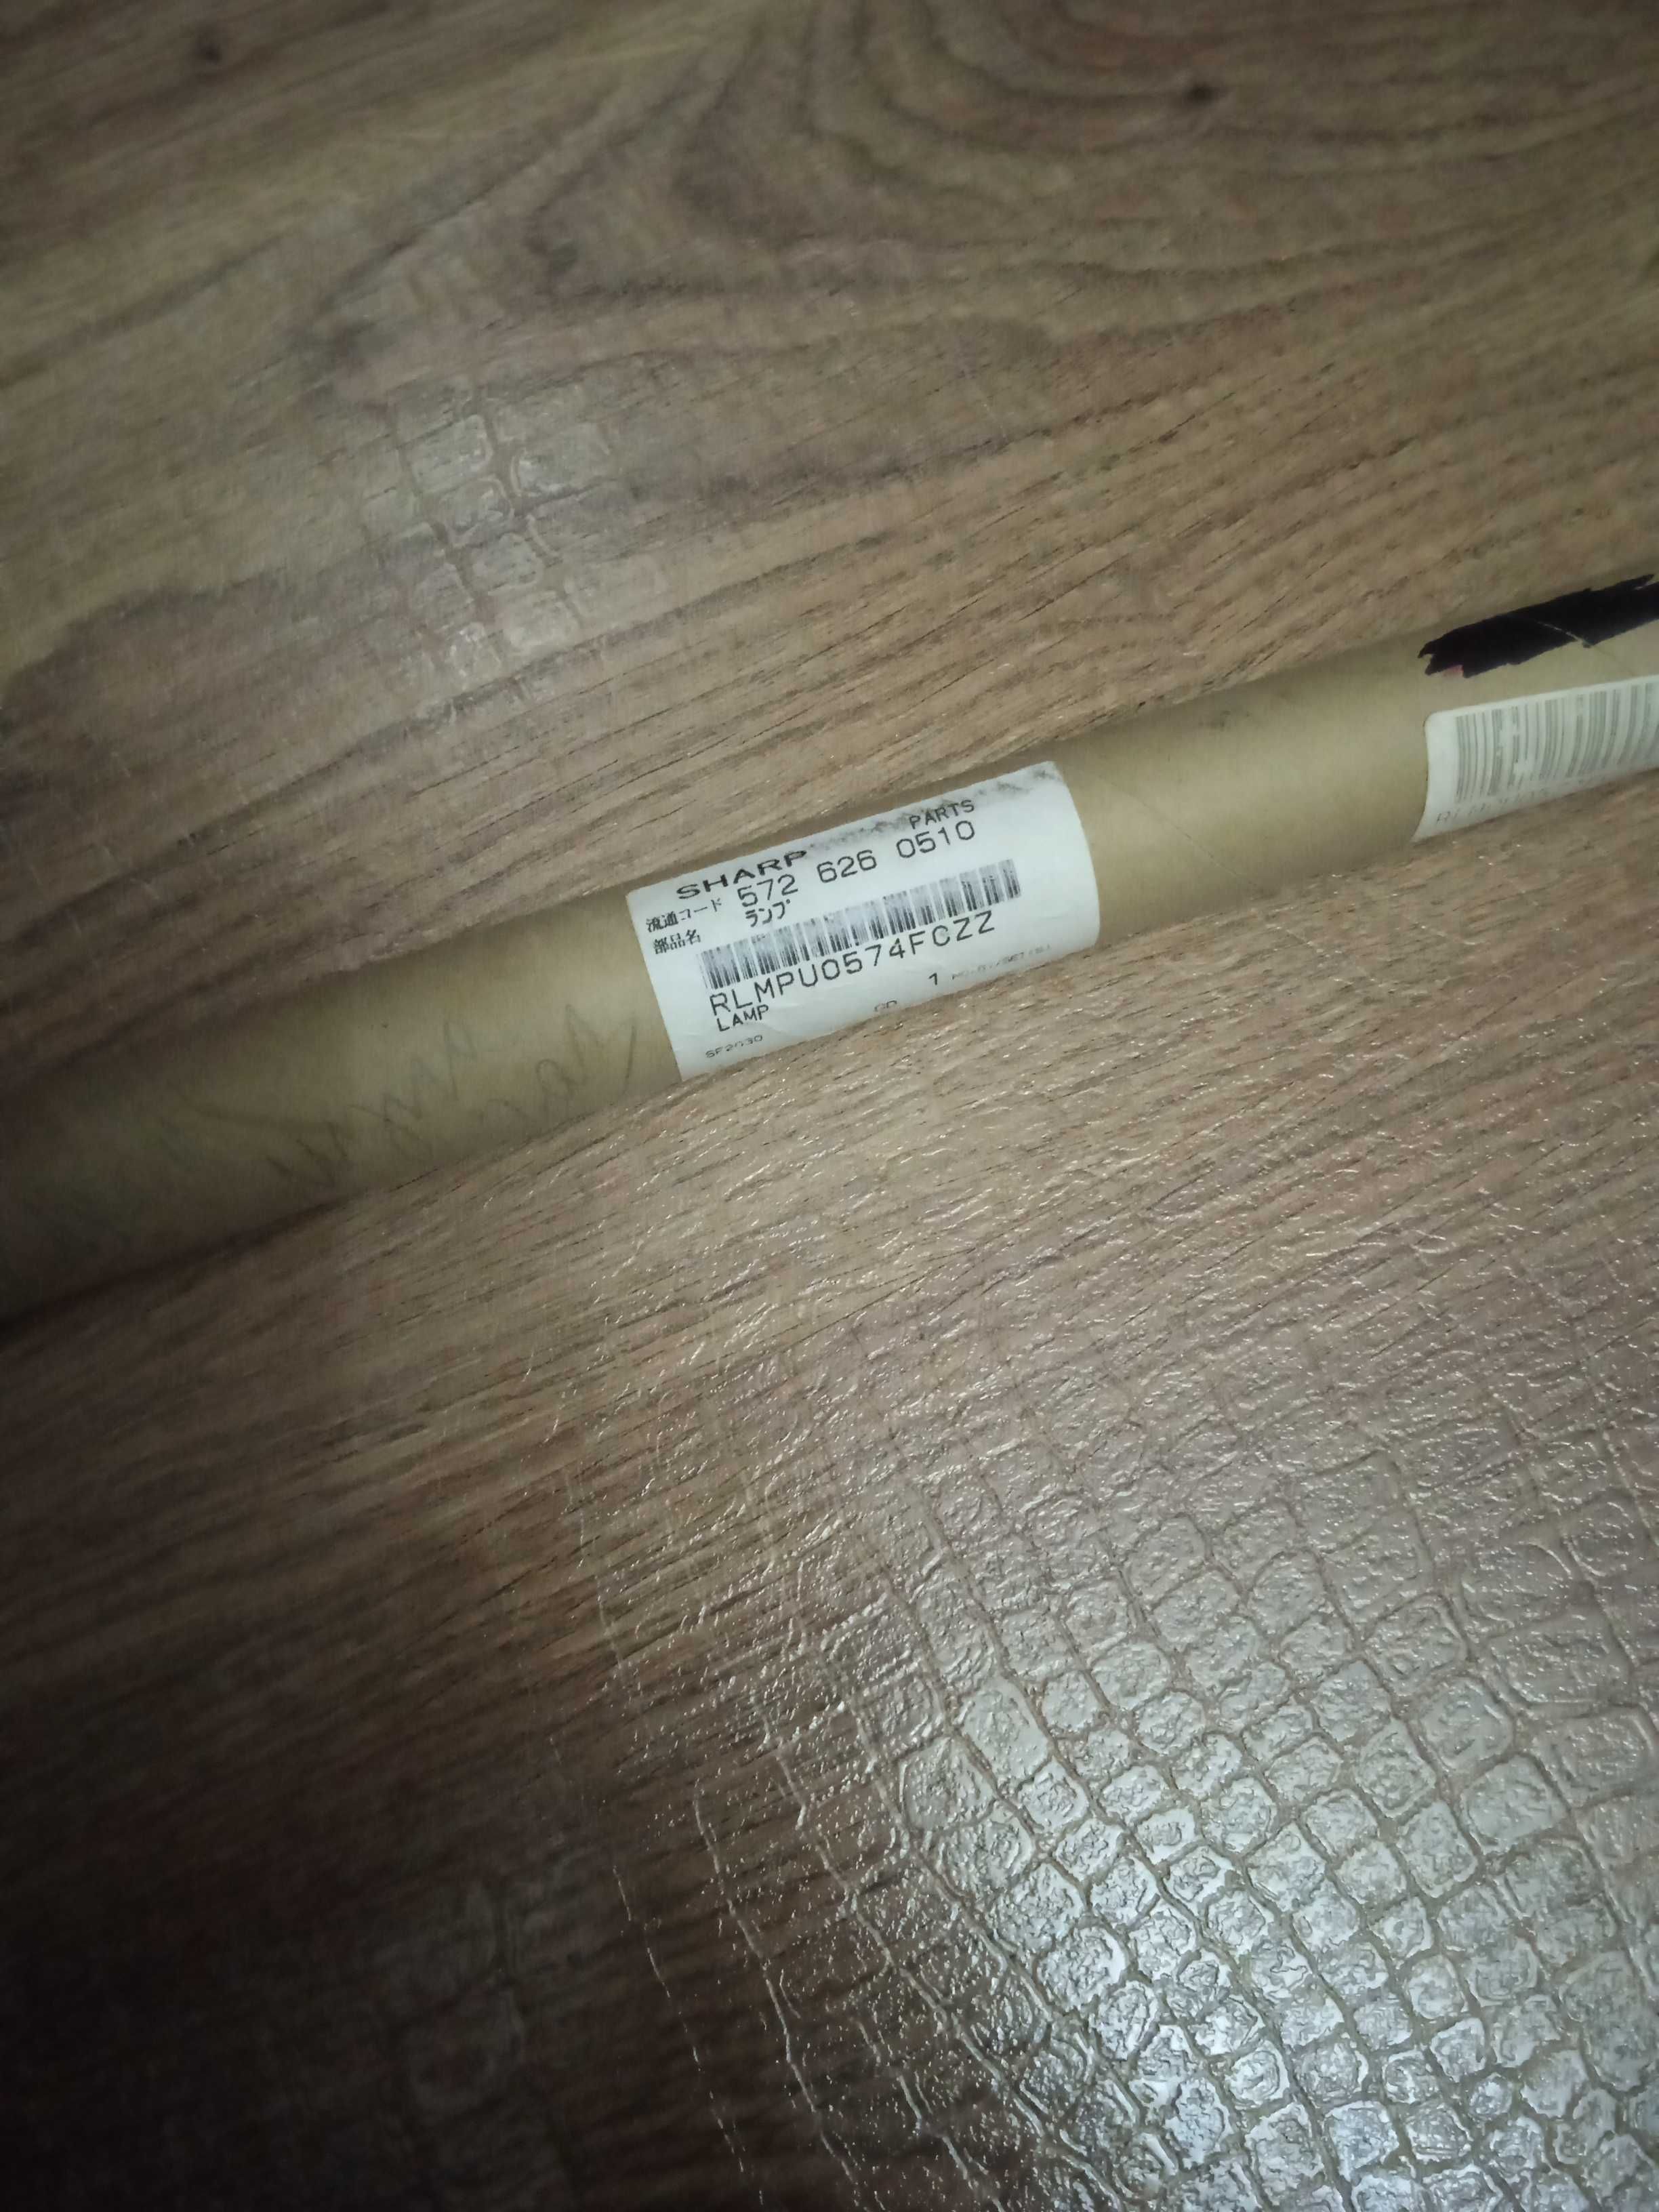 SHARP PARTS
流通コード 572 626 0510
部品名 ランプ
RLMPU0574FCZZ
LAMP 1